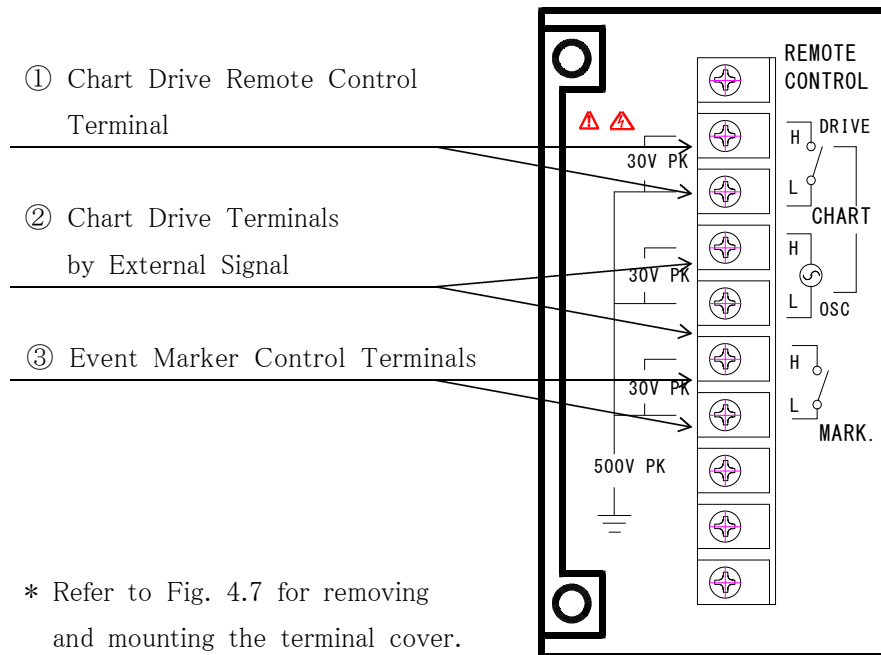 ① Chart Drive Remote Control
Terminal
② Chart Drive Terminals
by External Signal
③ Event Marker Control Terminals
* Refer to Fig. 4.7 for removing
and mounting the terminal cover.
30V PK
30V PK
30V PK
500V PK
REMOTE
CONTROL
H DRIVE
L
CHART
H
L OSC
H
L
MARK.